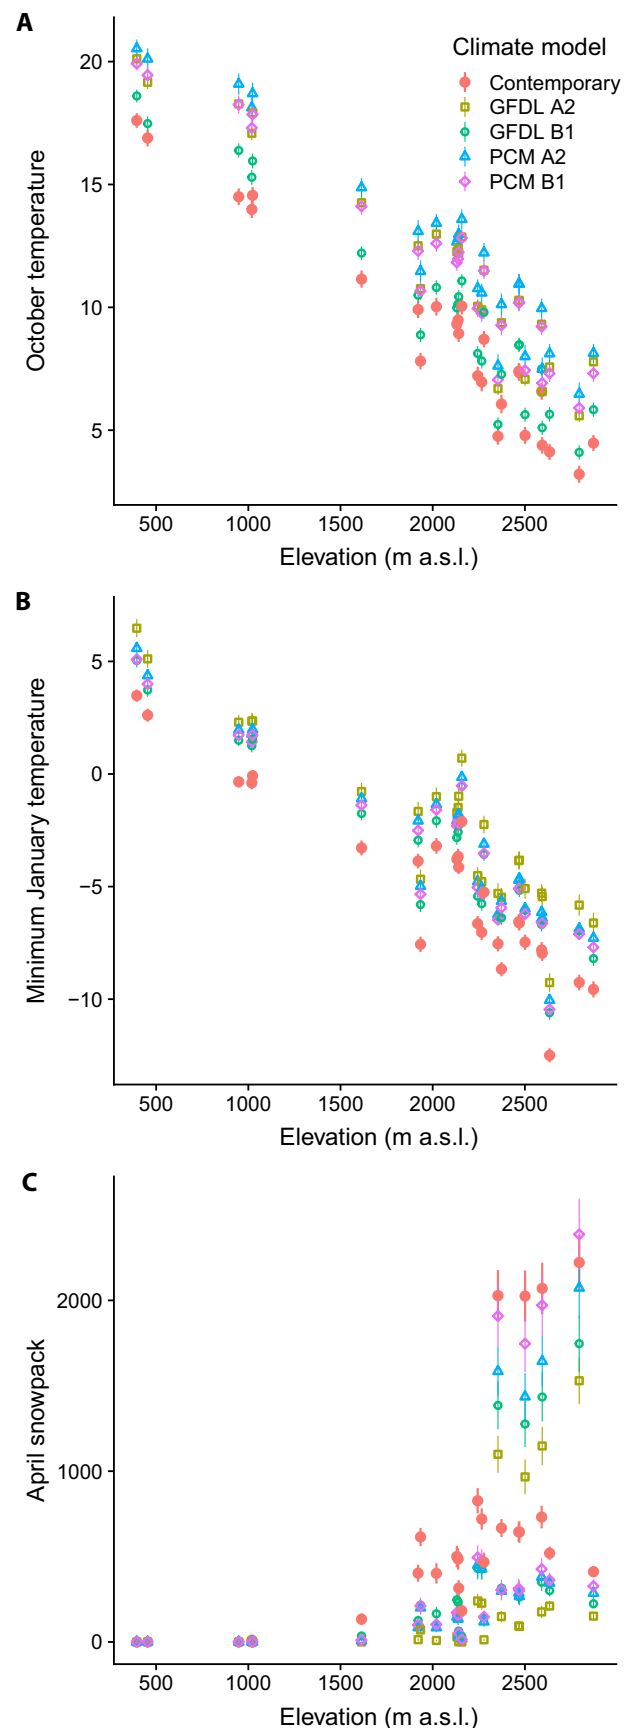 A
20
15
10
5
October temperature
Climate model
Contemporary
GFDL A2
GFDL B1
PCM A2
PCM B1
500 1000 1500 2000 2500
Elevation (m a.s.l.)
B
5
0
−5
−10
Minimum January temperature
500 1000 1500 2000 2500
Elevation (m a.s.l.)
C
2000
1000
0
April snowpack
500 1000 1500 2000 2500
Elevation (m a.s.l.)